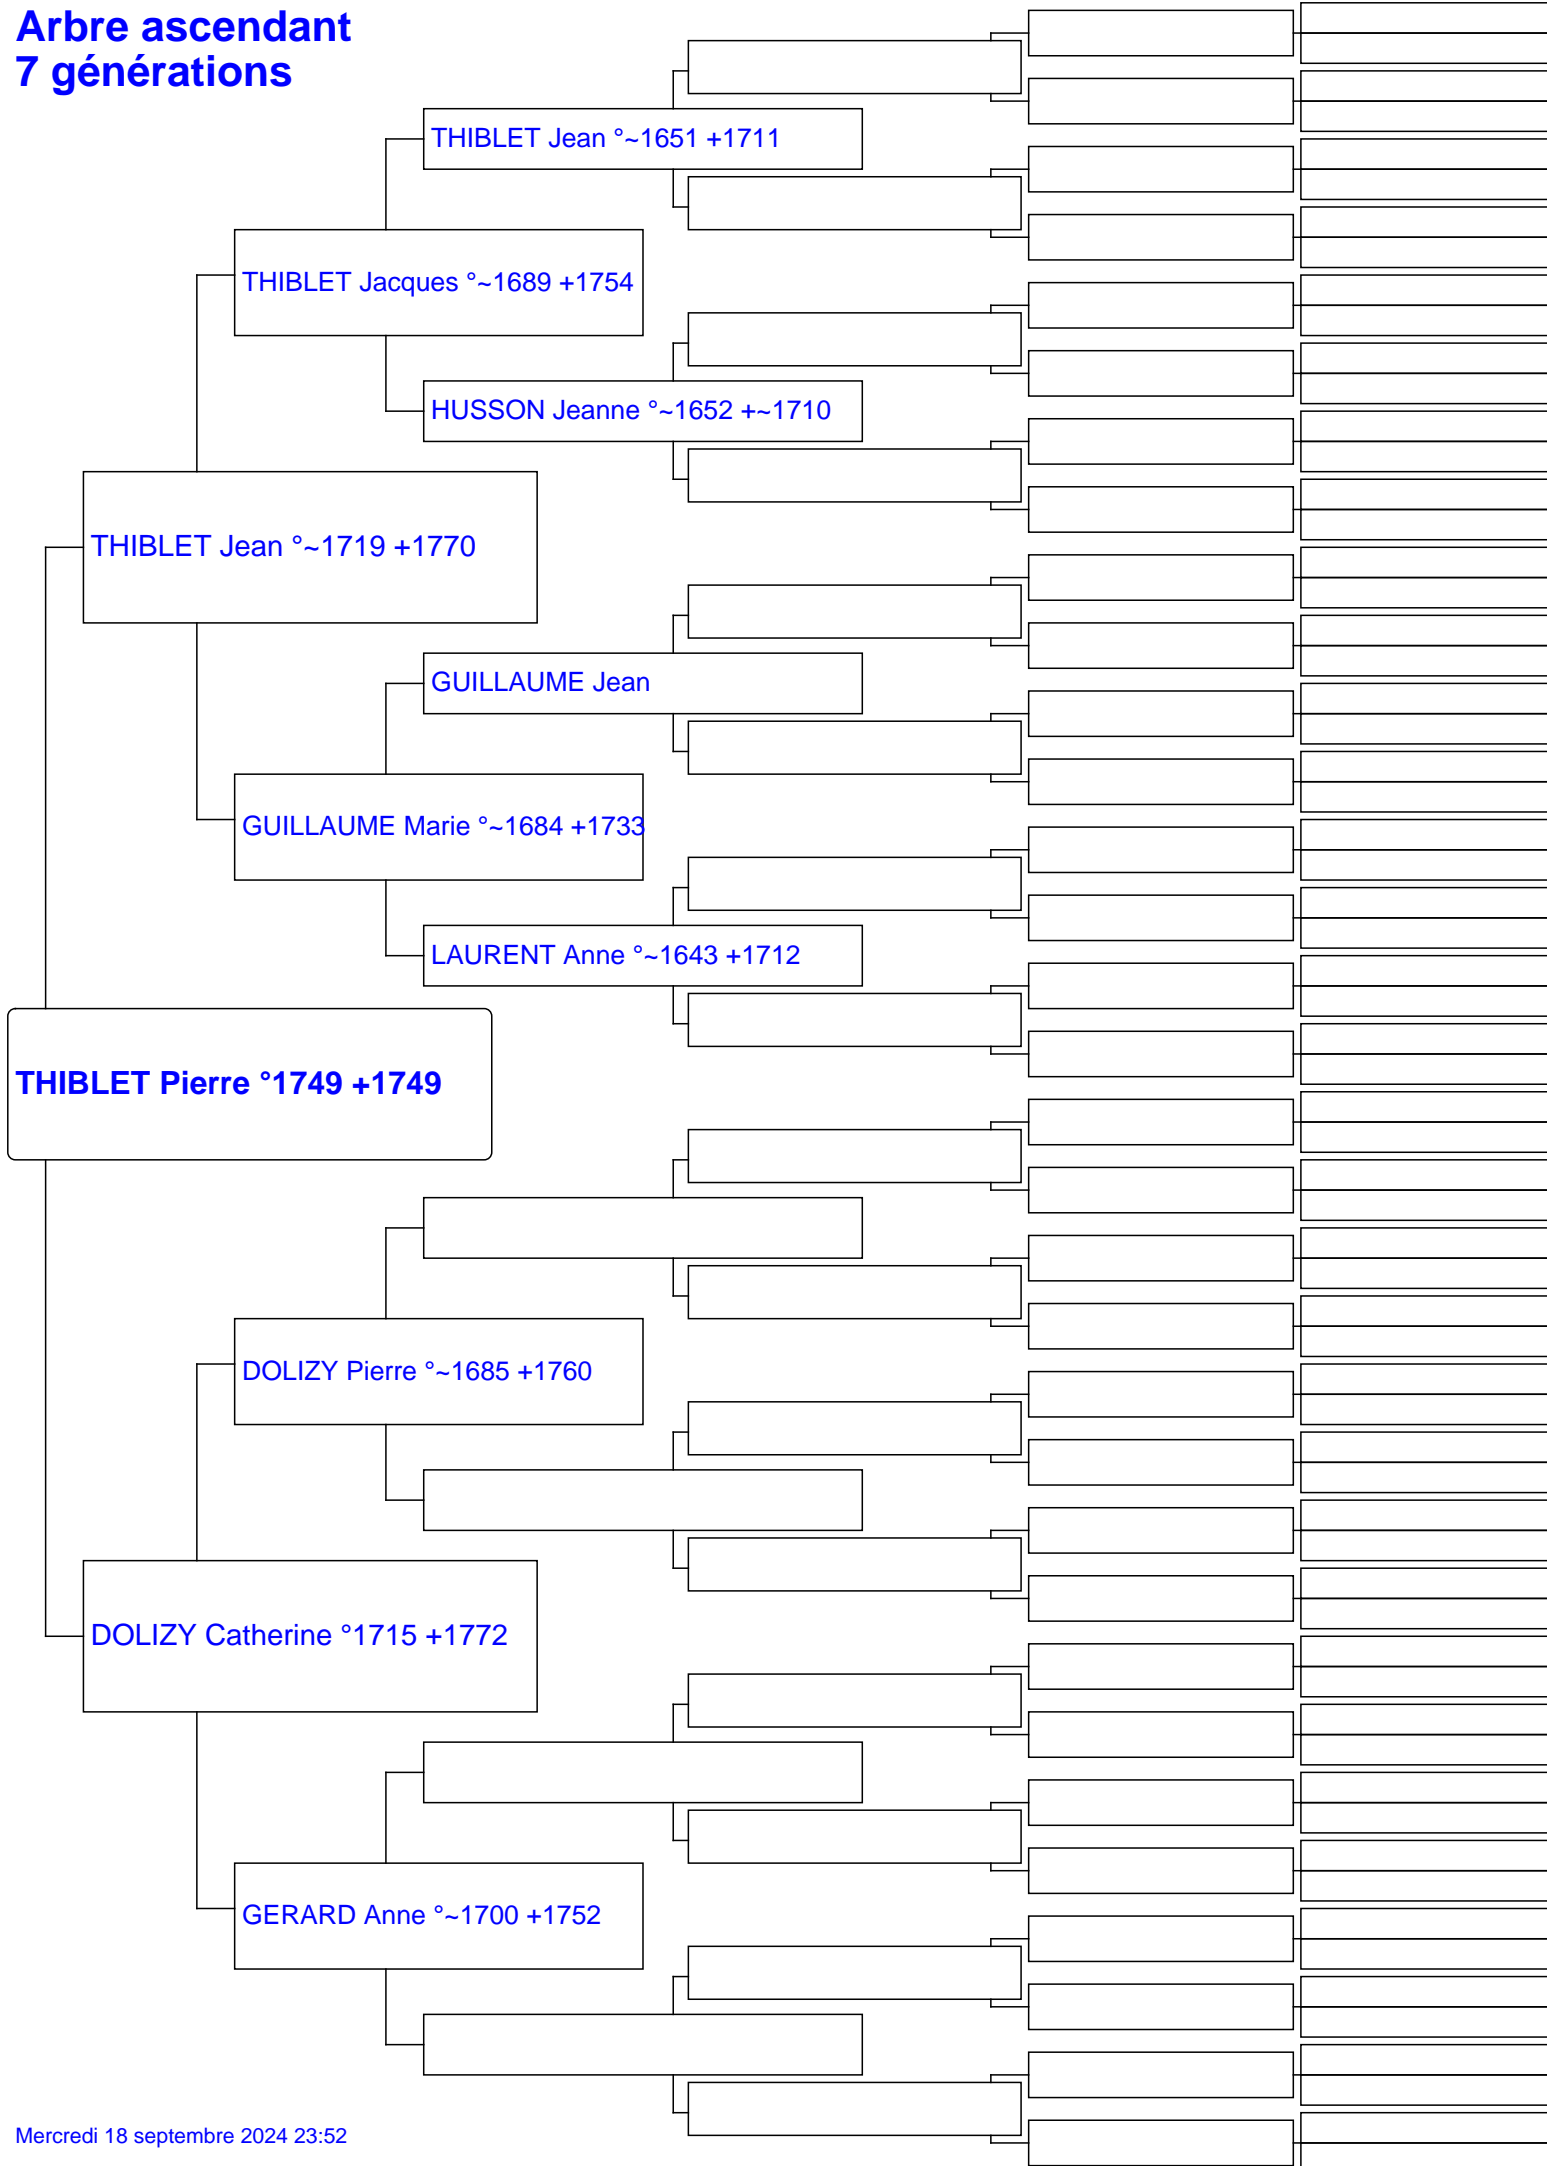 Arbre ascendant
7 générations
THIBLET Jean °~1651 +1711
THIBLET Jacques °~1689 +1754
HUSSON Jeanne °~1652 +~1710
THIBLET Jean °~1719 +1770
GUILLAUME Jean
GUILLAUME Marie °~1684 +1733
LAURENT Anne °~1643 +1712
THIBLET Pierre °1749 +1749
DOLIZY Pierre °~1685 +1760
DOLIZY Catherine °1715 +1772
GERARD Anne °~1700 +1752
Mercredi 18 septembre 2024 23:52